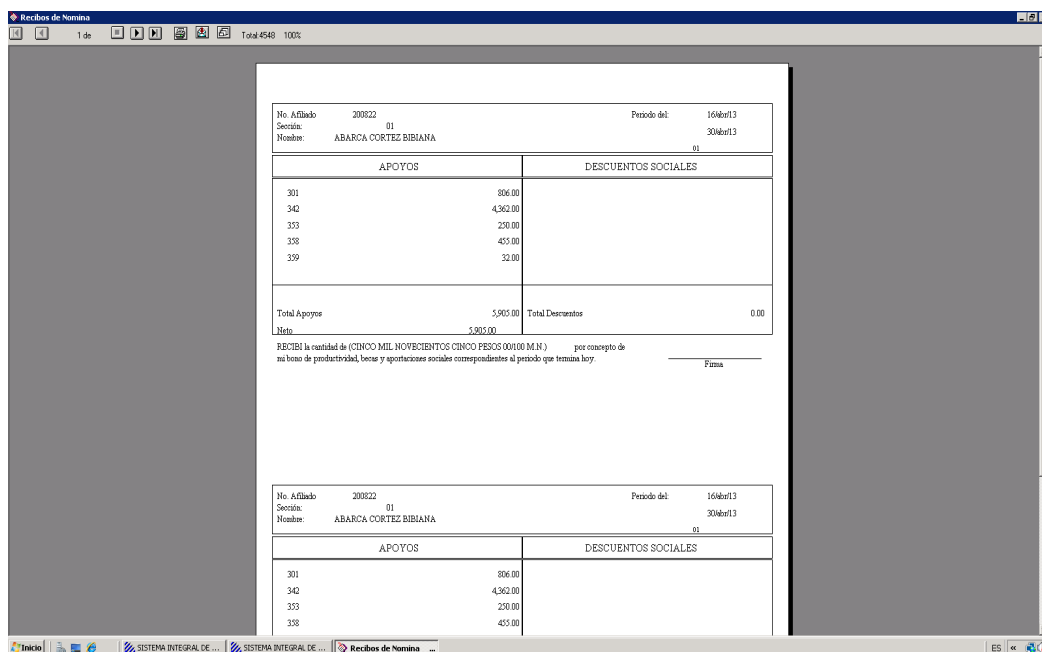 Recibos de Nomina
1 de Total:4548 100%
No. Afiliado 200822 Periodo del: 16/abr/13
Sección: 01 30/abr/13
Nombre: ABARCA CORTEZ BIBIANA
01
APOYOS DESCUENTOS SOCIALES
301 806.00
342 4,362.00
353 250.00
358 455.00
359 32.00
Total Apoyos 5,905.00 Total Descuentos 0.00
Neto 5,905.00
RECIBI la cantidad de (CINCO MIL NOVECIENTOS CINCO PESOS 00/100 M.N.) por concepto de
mi bono de productividad, becas y aportaciones sociales correspondientes al periodo que termina hoy.
Firma
No. Afiliado 200822 Periodo del: 16/abr/13
Sección: 01 30/abr/13
Nombre: ABARCA CORTEZ BIBIANA
01
APOYOS DESCUENTOS SOCIALES
301 806.00
342 4,362.00
353 250.00
358 455.00
Inicio SISTEMA INTEGRAL DE ... SISTEMA INTEGRAL DE ... Recibos de Nomina ... ES «